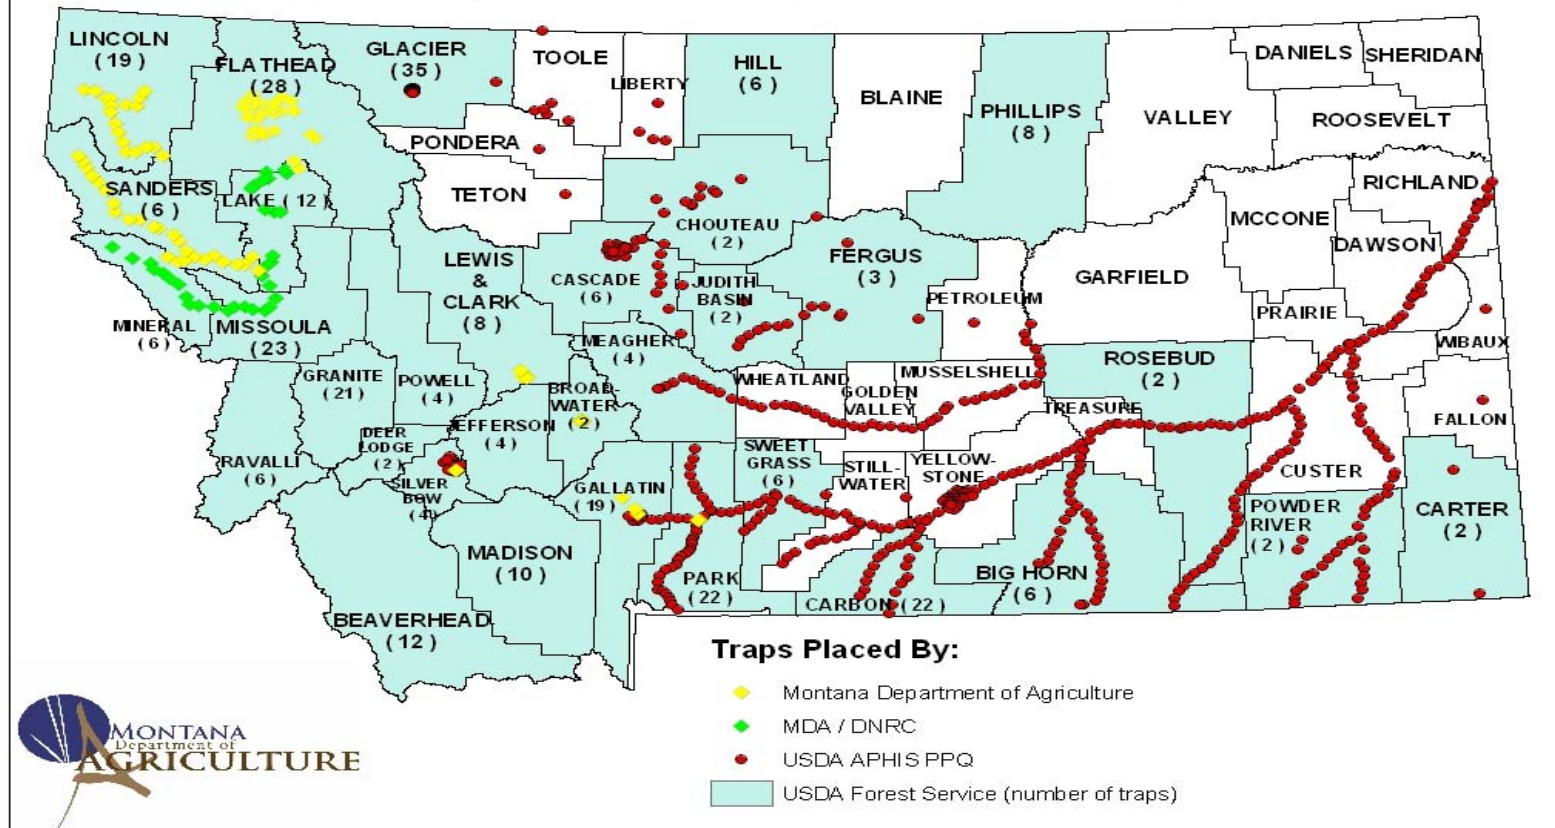 LINCOLN
(19)
FLATHEAD
(28)
GLACIER
(35)
TOOLE
LIBERTY
HILL
(6)
BLAINE
PHILLIPS
(8)
VALLEY
DANIELS
SHERIDAN
ROOSEVELT
PONDERA
TETON
SANDERS
(6)
LAKE (12)
CHOUTEAU
(2)
RICHLAND
MCCONE
DAWSON
LEWIS
&
CLARK
(8)
CASCADE
(6)
JUDITH
BASIN
(2)
FERGUS
(3)
PETROLEUM
GARFIELD
PRAIRIE
WIBAUX
MINERAL
(6)
MISSOULA
(23)
MEAGHER
(4)
GRANITE
(21)
POWELL
(4)
BROAD-
WATER
(2)
WHEATLAND
GOLDEN
VALLEY
MUSSELSHELL
ROSEBUD
(2)
TREASURE
FALLON
JEFFERSON
(4)
DEER
LODGE
(2)
RAVALLI
(6)
SILVER
BOW
(4)
GALLATIN
(19)
SWEET
GRASS
(6)
STILL-
WATER
YELLOW-
STONE
CUSTER
POWDER
RIVER
(2)
CARTER
(2)
MADISON
(10)
PARK
(22)
CARBON (22)
BIG HORN
(6)
BEAVERHEAD
(12)
Traps Placed By:
Montana Department of Agriculture
MDA / DNRC
USDA APHIS PPQ
USDA Forest Service (number of traps)
MONTANA
Department of
AGRICULTURE